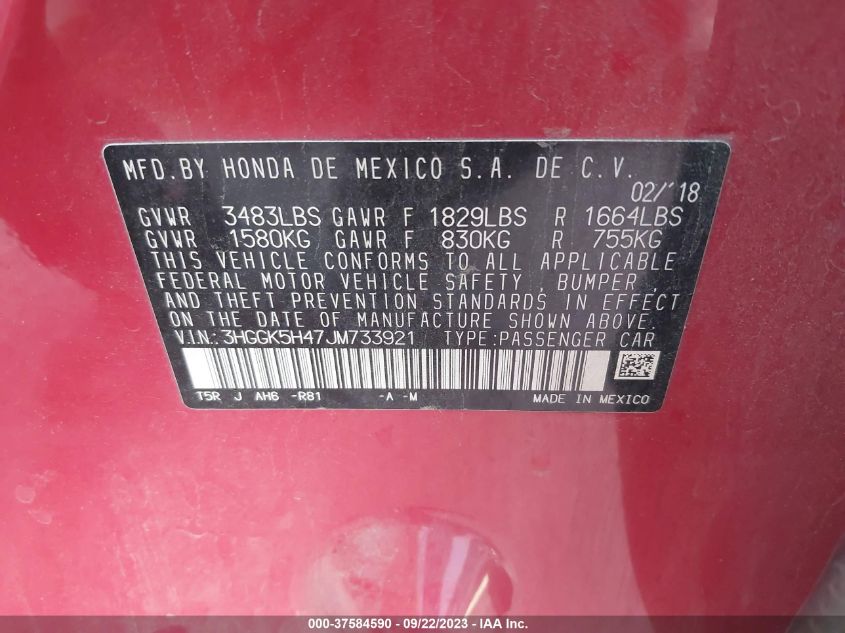 MFD.BY HONDA DE MEXICO S.A. DE C.V.
02/'18
GVWR 3483LBS GAWR F 1829LBS R 1664LBS
GVWR 1580KG GAWR F 830KG R 755KG
THIS VEHICLE CONFORMS TO ALL APPLICABLE
FEDERAL MOTOR VEHICLE SAFETY, BUMPER,
AND THEFT PREVENTION STANDARDS IN EFFECT
ON THE DATE OF MANUFACTURE SHOWN ABOVE.
V.I.N.: 3HGGK5H47JM733921 TYPE:PASSENGER CAR
T5R J AH6 -R81 -A -M MADE IN MEXICO
000-37584590 - 09/22/2023 - IAAI.COM